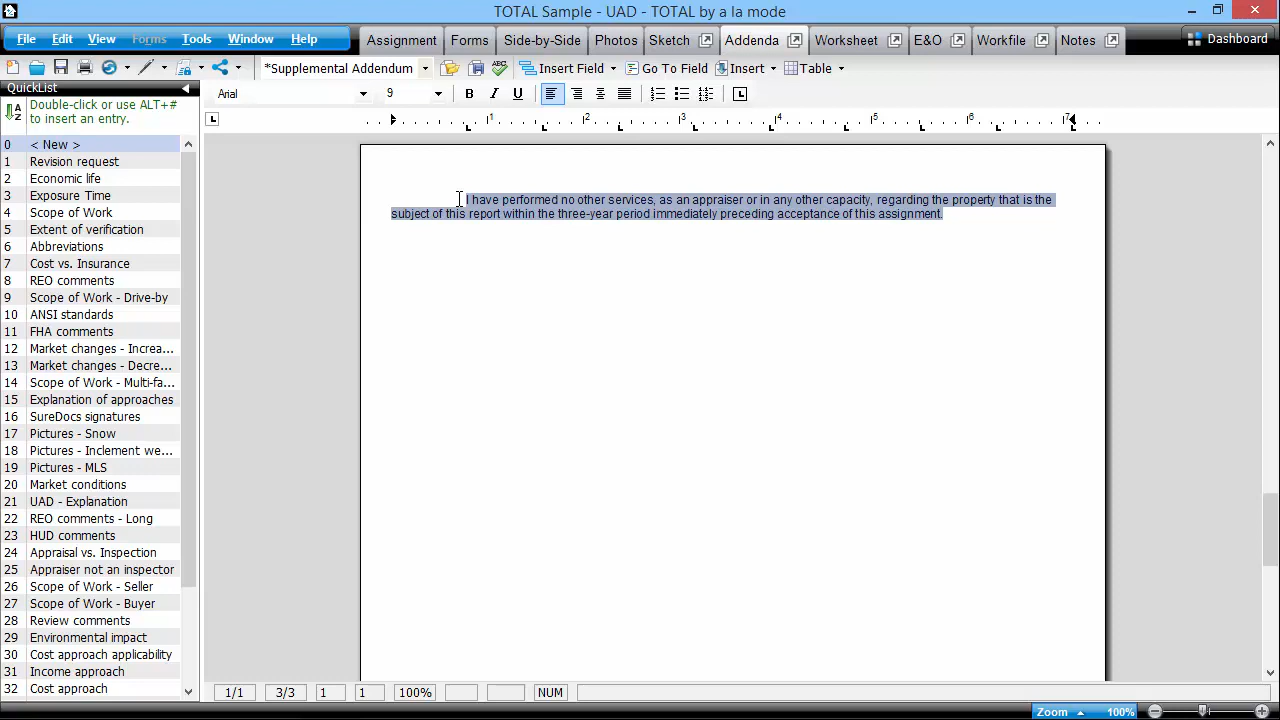 TOTAL Sample - UAD - TOTAL by a la mode
File Edit View Forms Tools Window Help
Assignment Forms Side-by-Side Photos Sketch Addenda Worksheet E&O Workfile Notes Dashboard
*Supplemental Addendum Insert Field Go To Field Insert Table
QuickList
Arial 9 B I U
Double-click or use ALT+#
to insert an entry.
1 2 3 4 5 6 7
0 < New >
1 Revision request
2 Economic life
3 Exposure Time
4 Scope of Work
5 Extent of verification
6 Abbreviations
7 Cost vs. Insurance
8 REO comments
9 Scope of Work - Drive-by
10 ANSI standards
11 FHA comments
12 Market changes - Increa...
13 Market changes - Decre...
14 Scope of Work - Multi-fa...
15 Explanation of approaches
16 SureDocs signatures
17 Pictures - Snow
18 Pictures - Inclement we...
19 Pictures - MLS
20 Market conditions
21 UAD - Explanation
22 REO comments - Long
23 HUD comments
24 Appraisal vs. Inspection
25 Appraiser not an inspector
26 Scope of Work - Seller
27 Scope of Work - Buyer
28 Review comments
29 Environmental impact
30 Cost approach applicability
31 Income approach
32 Cost approach
I have performed no other services, as an appraiser or in any other capacity, regarding the property that is the
subject of this report within the three-year period immediately preceding acceptance of this assignment.
1/1 3/3 1 1 100% NUM
Zoom 100%